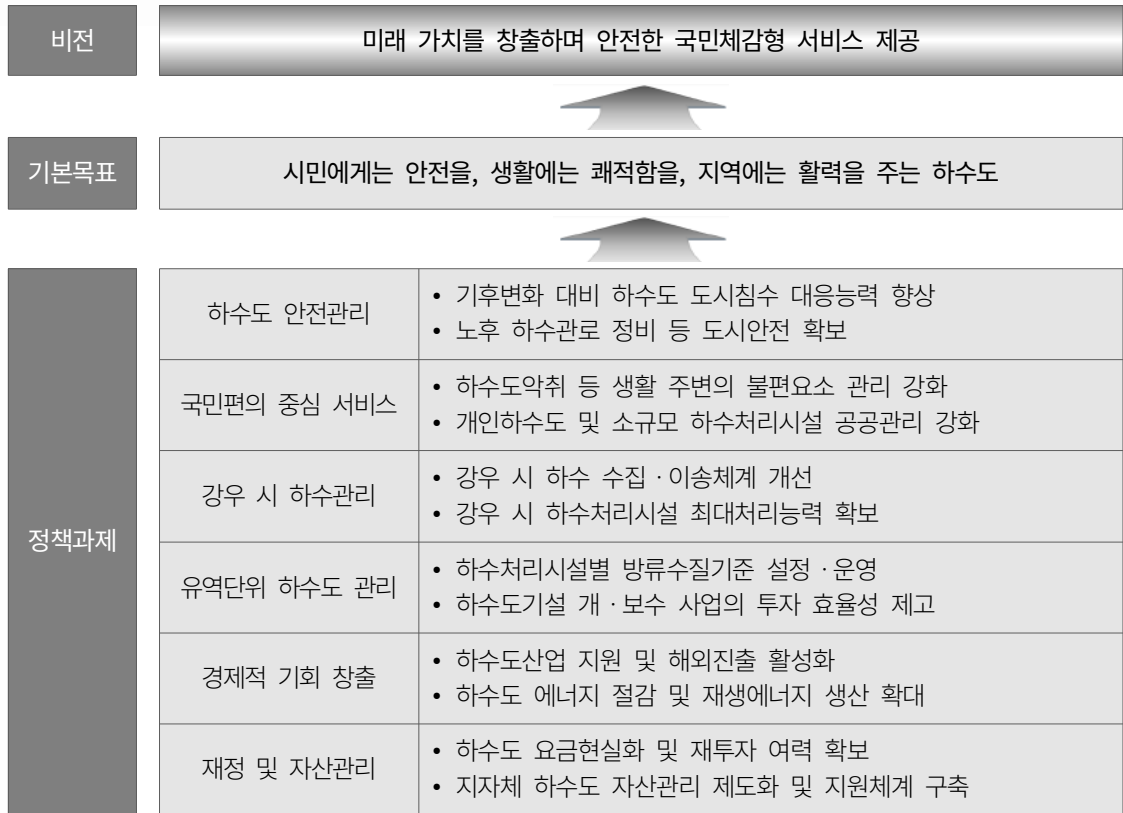 비전
미래 가치를 창출하며 안전한 국민체감형 서비스 제공
기본목표
시민에게는 안전을, 생활에는 쾌적함을, 지역에는 활력을 주는 하수도
정책과제
하수도 안전관리
• 기후변화 대비 하수도 도시침수 대응능력 향상
• 노후 하수관로 정비 등 도시안전 확보
국민편의 중심 서비스
• 하수도악취 등 생활 주변의 불편요소 관리 강화
• 개인하수도 및 소규모 하수처리시설 공공관리 강화
강우 시 하수관리
• 강우 시 하수 수집·이송체계 개선
• 강우 시 하수처리시설 최대처리능력 확보
유역단위 하수도 관리
• 하수처리시설별 방류수질기준 설정·운영
• 하수도기설 개·보수 사업의 투자 효율성 제고
경제적 기회 창출
• 하수도산업 지원 및 해외진출 활성화
• 하수도 에너지 절감 및 재생에너지 생산 확대
재정 및 자산관리
• 하수도 요금현실화 및 재투자 여력 확보
• 지자체 하수도 자산관리 제도화 및 지원체계 구축